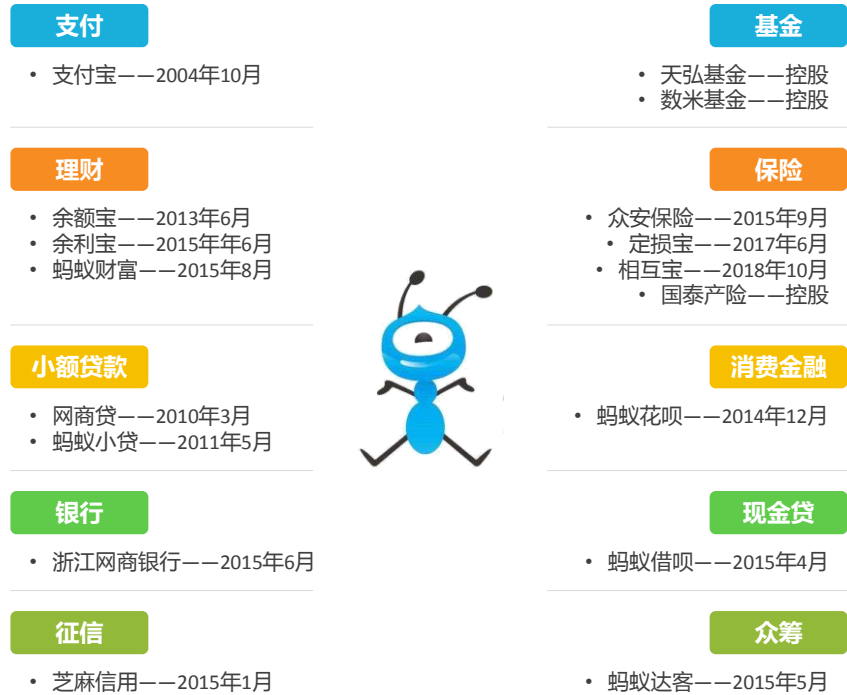 支付
• 支付宝——2004年10月
基金
• 天弘基金——控股
• 数米基金——控股
理财
• 余额宝——2013年6月
• 余利宝——2015年年6月
• 蚂蚁财富——2015年8月
保险
• 众安保险——2015年9月
• 定损宝——2017年6月
• 相互宝——2018年10月
• 国泰产险——控股
小额贷款
• 网商贷——2010年3月
• 蚂蚁小贷——2011年5月
消费金融
• 蚂蚁花呗——2014年12月
银行
• 浙江网商银行——2015年6月
现金贷
• 蚂蚁借呗——2015年4月
征信
• 芝麻信用——2015年1月
众筹
• 蚂蚁达客——2015年5月